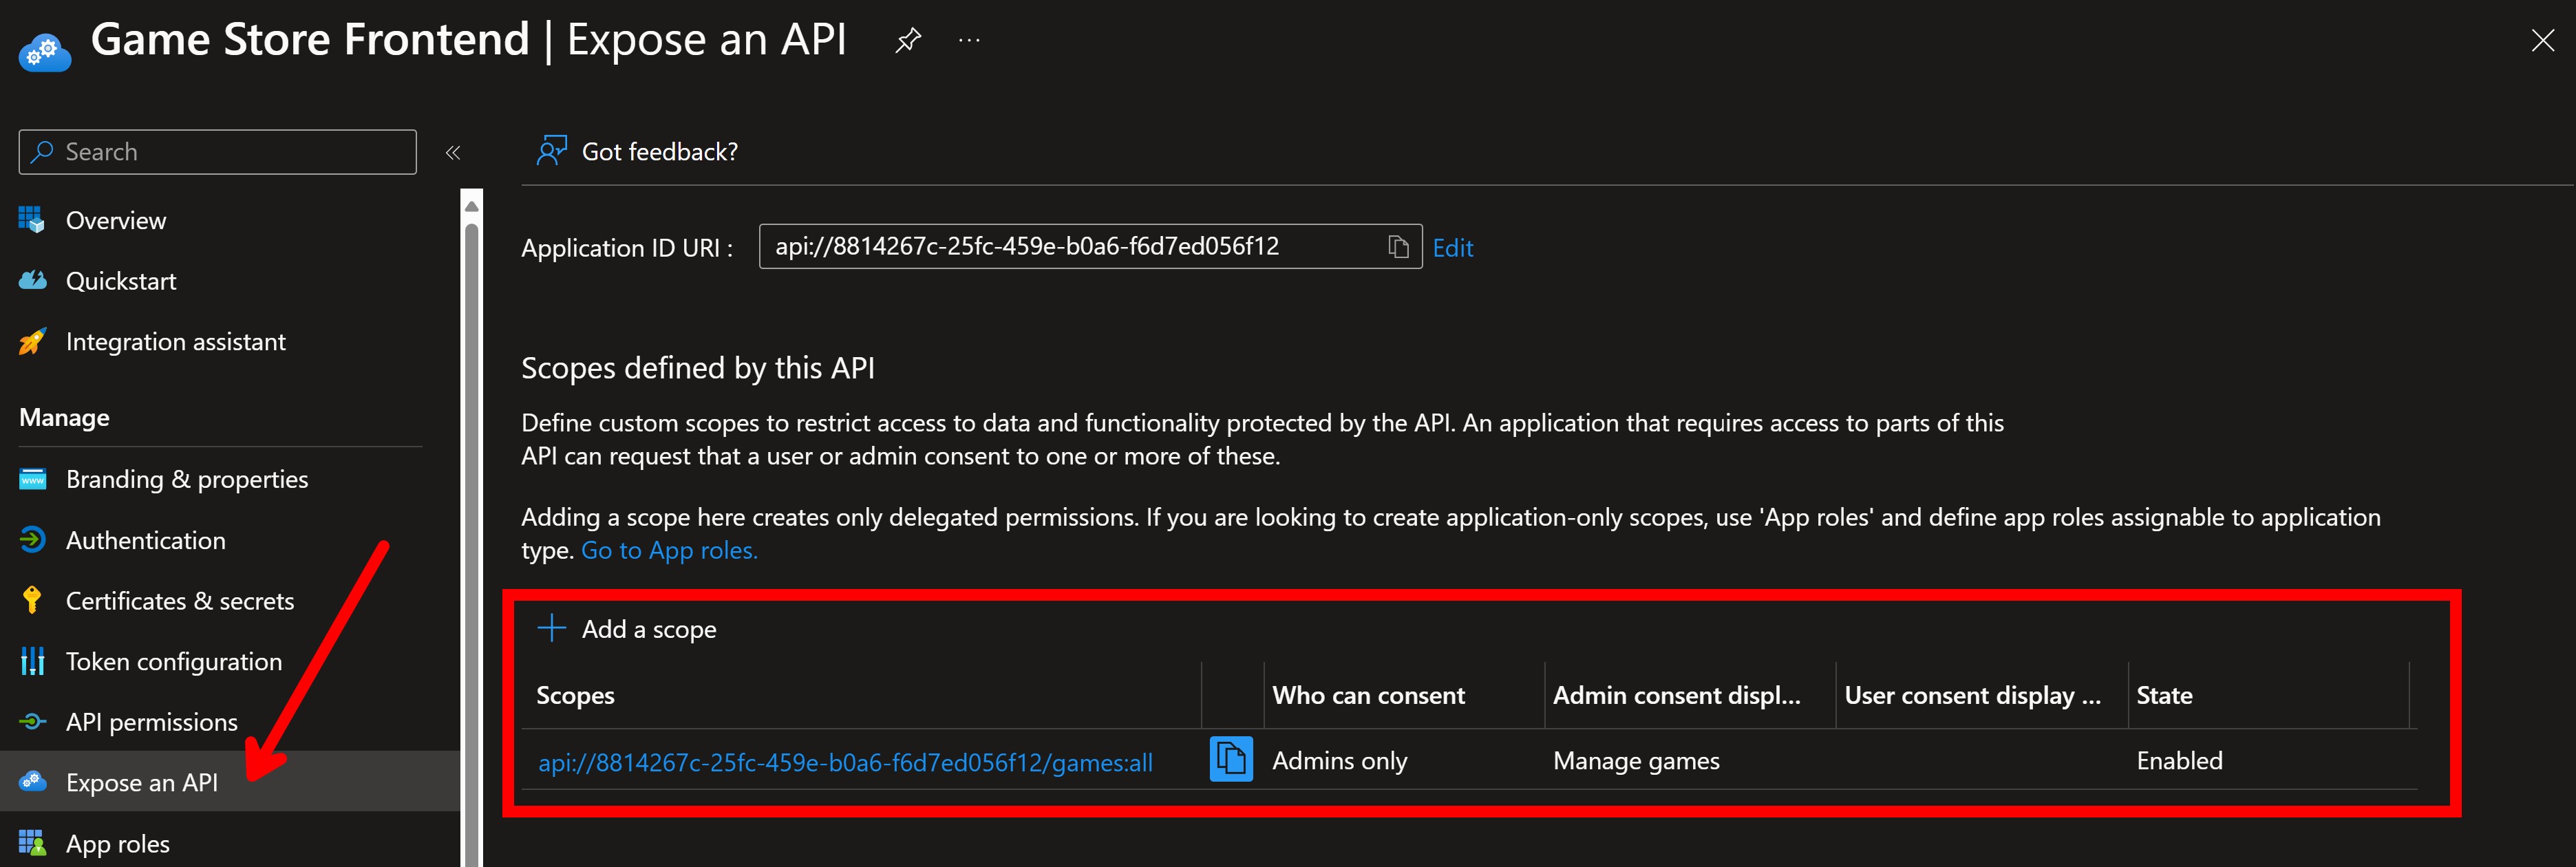 Game Store Frontend | Expose an API
Search
Overview
Quickstart
Integration assistant
Manage
Branding & properties
Authentication
Certificates & secrets
Token configuration
API permissions
Expose an API
App roles
Got feedback?
Application ID URI : api://8814267c-25fc-459e-b0a6-f6d7ed056f12 Edit
Scopes defined by this API
Define custom scopes to restrict access to data and functionality protected by the API. An application that requires access to parts of this
API can request that a user or admin consent to one or more of these.
Adding a scope here creates only delegated permissions. If you are looking to create application-only scopes, use 'App roles' and define app roles assignable to application
type. Go to App roles.
Add a scope
Scopes Who can consent Admin consent displ... User consent display ... State
api://8814267c-25fc-459e-b0a6-f6d7ed056f12/games:all Admins only Manage games Enabled